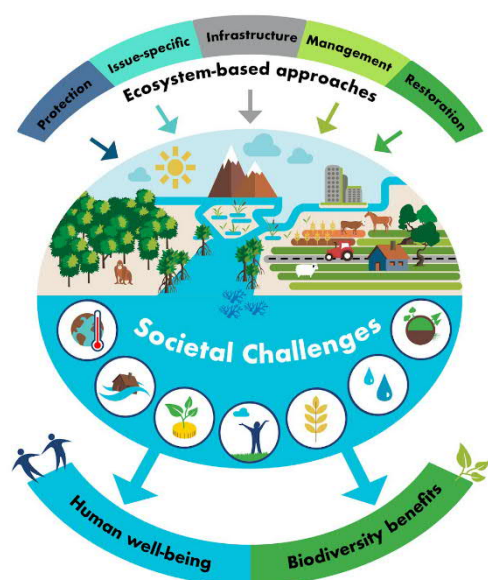 Protection
Issue-specific
Infrastructure
Management
Restoration
Ecosystem-based approaches
Societal Challenges
Human well-being
Biodiversity benefits